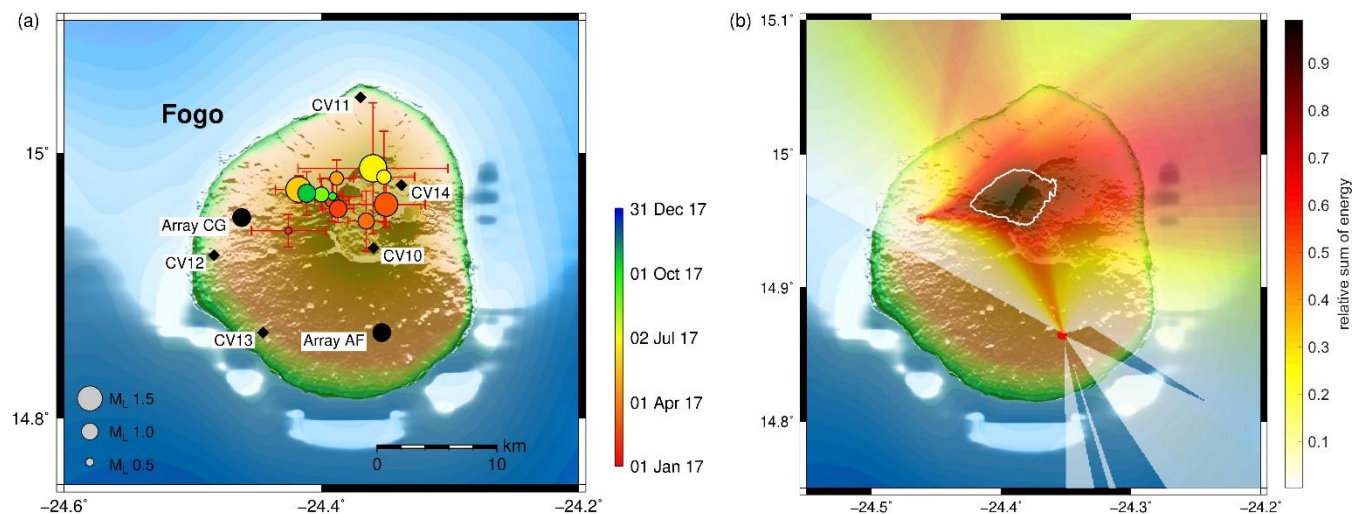 (a)
Fogo
CV11
CV14
Array CG
CV10
CV12
CV13
Array AF
M_L 1.5
M_L 1.0
M_L 0.5
km
0 10
15°
14.8°
−24.6° −24.4° −24.2°
31 Dec 17
01 Oct 17
02 Jul 17
01 Apr 17
01 Jan 17
(b)
15.1°
15°
14.9°
14.8°
−24.5° −24.4° −24.3° −24.2°
0.9
0.8
0.7
0.6
0.5
0.4
0.3
0.2
0.1
relative sum of energy